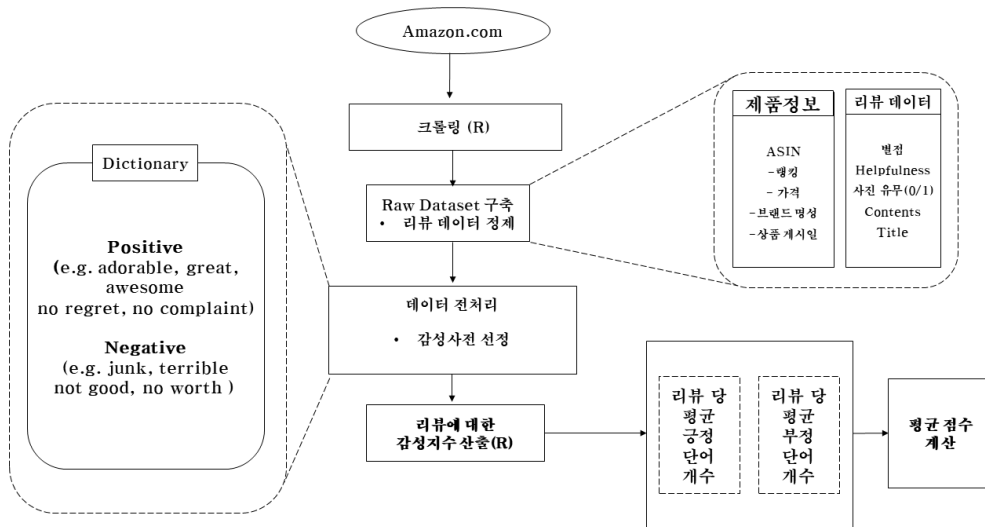 Amazon.com
크롤링 (R)
제품정보
ASIN
-랭킹
- 가격
-브랜드 명성
-상품 게시일
리뷰 데이터
별점
Helpfulness
사진 유무(0/1)
Contents
Title
Raw Dataset 구축
• 리뷰 데이터 정제
Dictionary
Positive
(e.g. adorable, great,
awesome
no regret, no complaint)
Negative
(e.g. junk, terrible
not good, no worth )
데이터 전처리
• 감성사전 선정
리뷰에 대한
감성지수 산출(R)
리뷰 당
평균
긍정
단어
개수
리뷰 당
평균
부정
단어
개수
평균 점수
계산